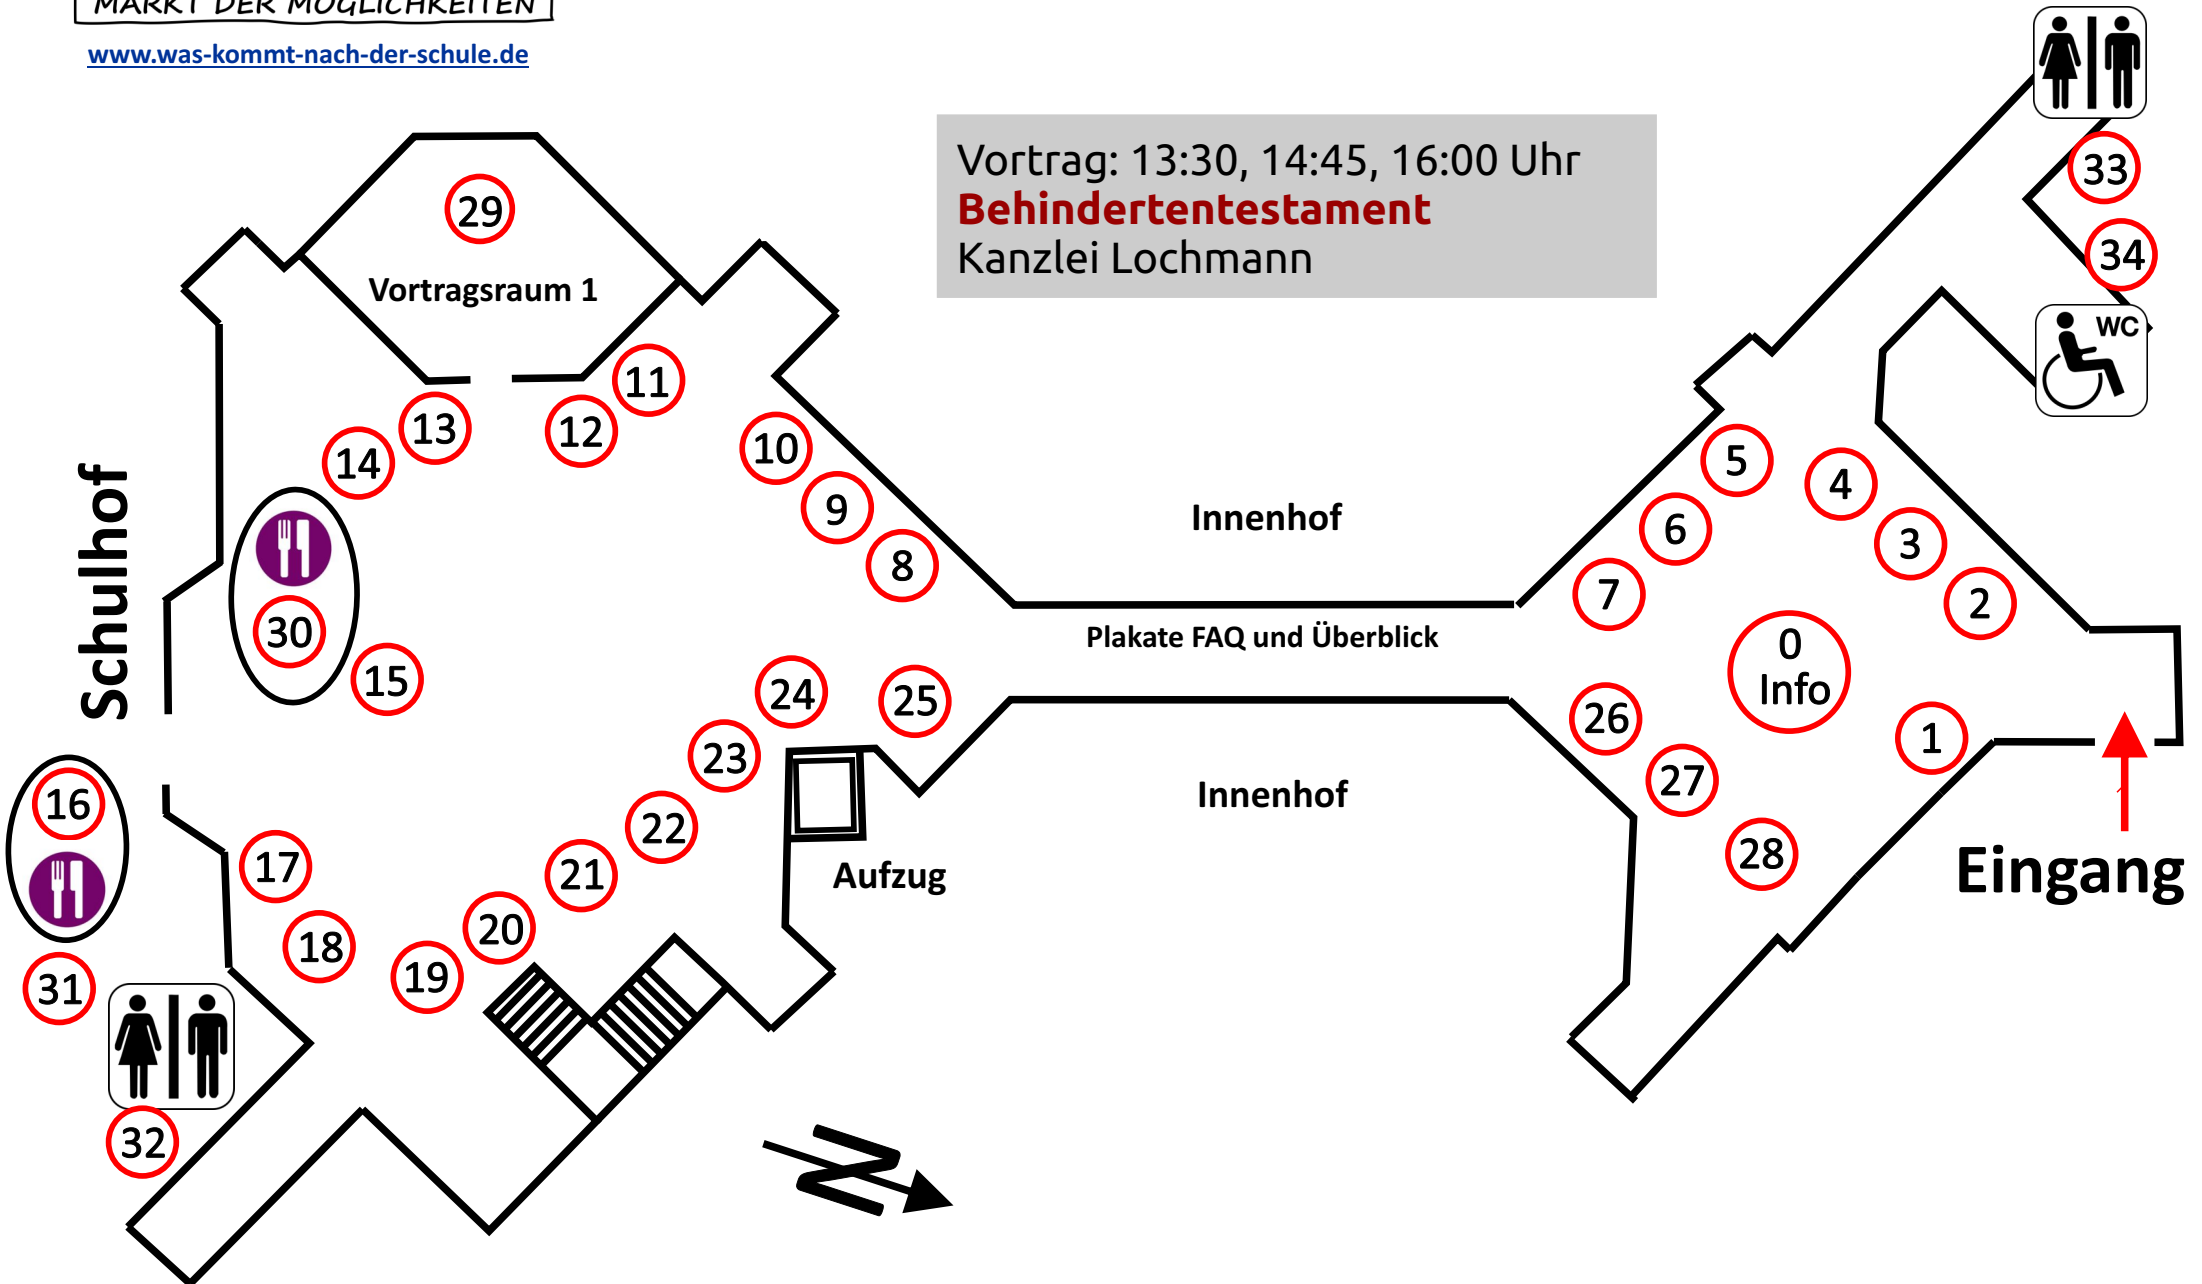 MARKT DER MÖGLICHKEITEN
www.was-kommt-nach-der-schule.de
Vortrag: 13:30, 14:45, 16:00 Uhr
Behindertentestament
Kanzlei Lochmann
29
Vortragsraum 1
33
34
WC
11
12
13
14
10
9
8
5
4
6
3
7
2
Schulhof
30
15
Innenhof
Plakate FAQ und Überblick
0
Info
24
25
26
1
23
27
16
22
Innenhof
28
17
21
Aufzug
Eingang
20
18
19
31
32
N